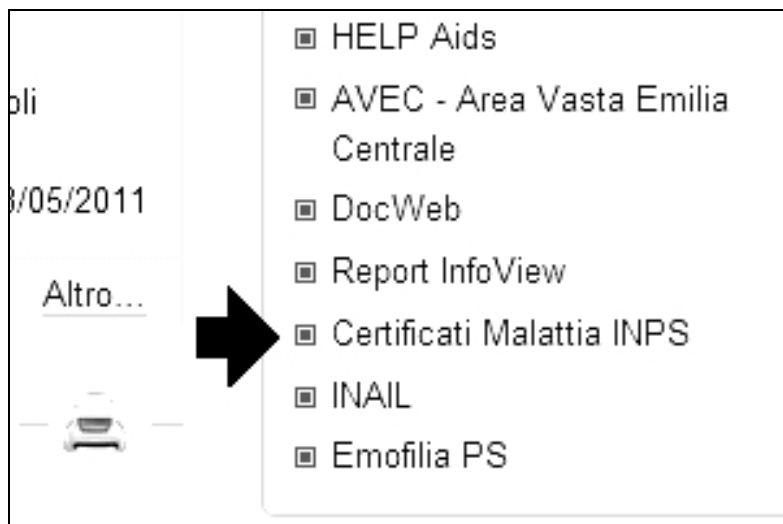 HELP Aids
AVEC - Area Vasta Emilia
Centrale
DocWeb
Report InfoView
Certificati Malattia INPS
INAIL
Emofilia PS
oli
/05/2011
Altro...